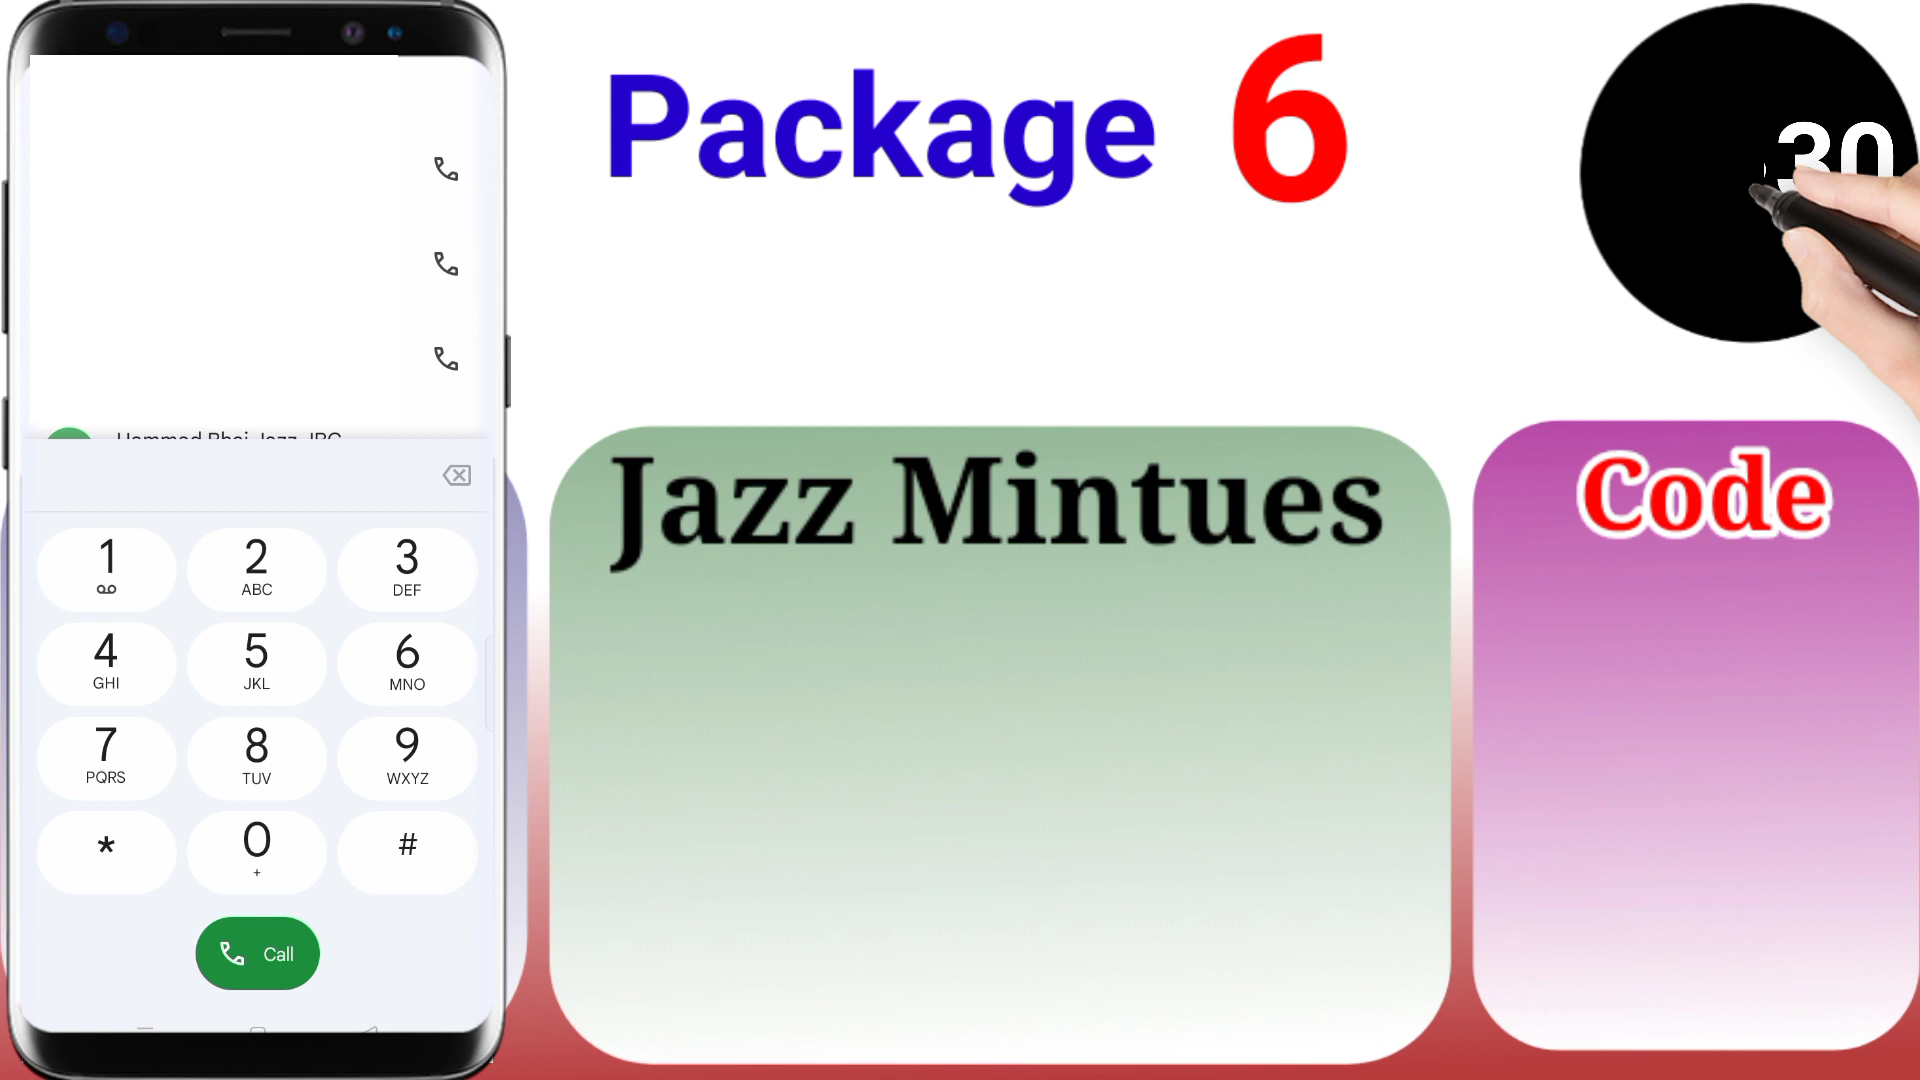 Package 6
30
Jazz Mintues
Code
1
2 ABC
3 DEF
4 GHI
5 JKL
6 MNO
7 PQRS
8 TUV
9 WXYZ
*
0 +
#
Call